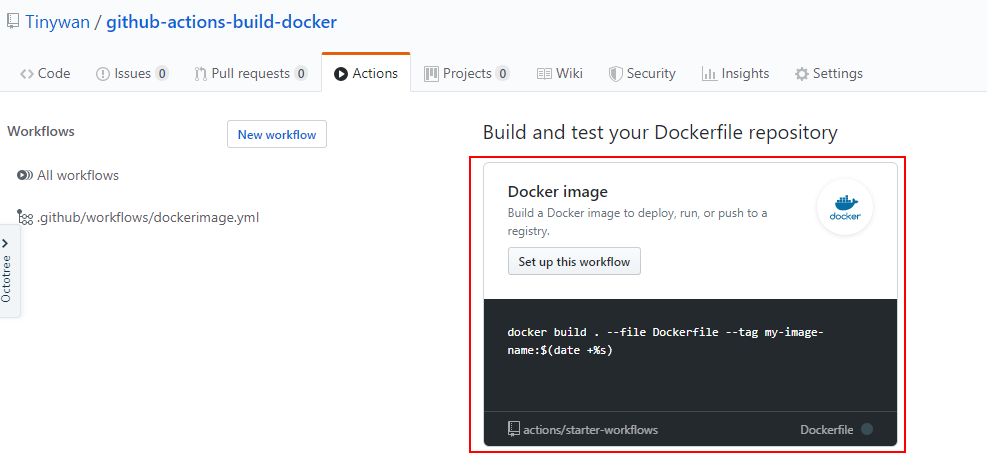 Tinywan / github-actions-build-docker
Code Issues 0 Pull requests 0 Actions Projects 0 Wiki Security Insights Settings
Workflows
New workflow
All workflows
.github/workflows/dockerimage.yml
Octotree
Build and test your Dockerfile repository
Docker image
Build a Docker image to deploy, run, or push to a
registry.
docker
Set up this workflow
docker build . --file Dockerfile --tag my-image-
name:$(date +%s)
actions/starter-workflows
Dockerfile